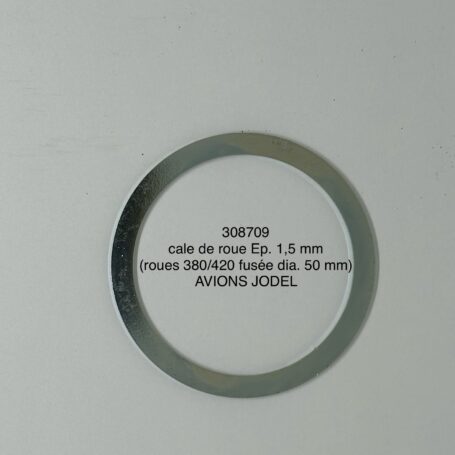 308709
cale de roue Ep. 1,5 mm
(roues 380/420 fusée dia. 50 mm)
AVIONS JODEL